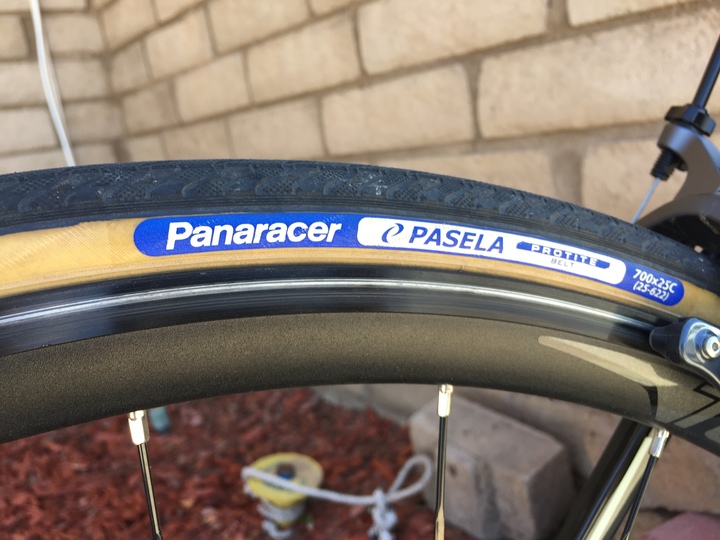 Panaracer PASELA PROTITE 700x25C
BELT (25-622)